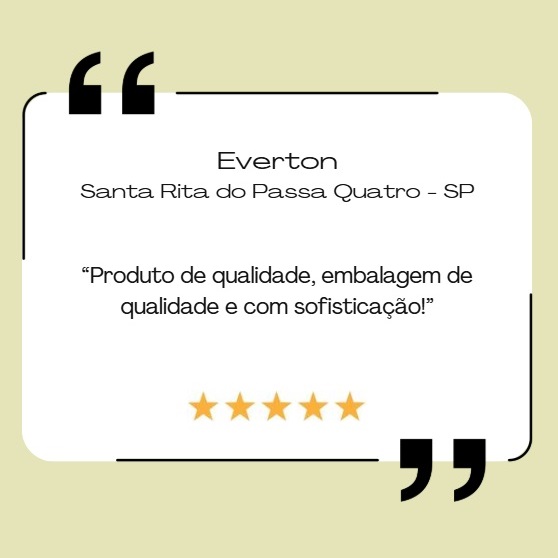 Everton
Santa Rita do Passa Quatro - SP
“Produto de qualidade, embalagem de
qualidade e com sofisticação!”